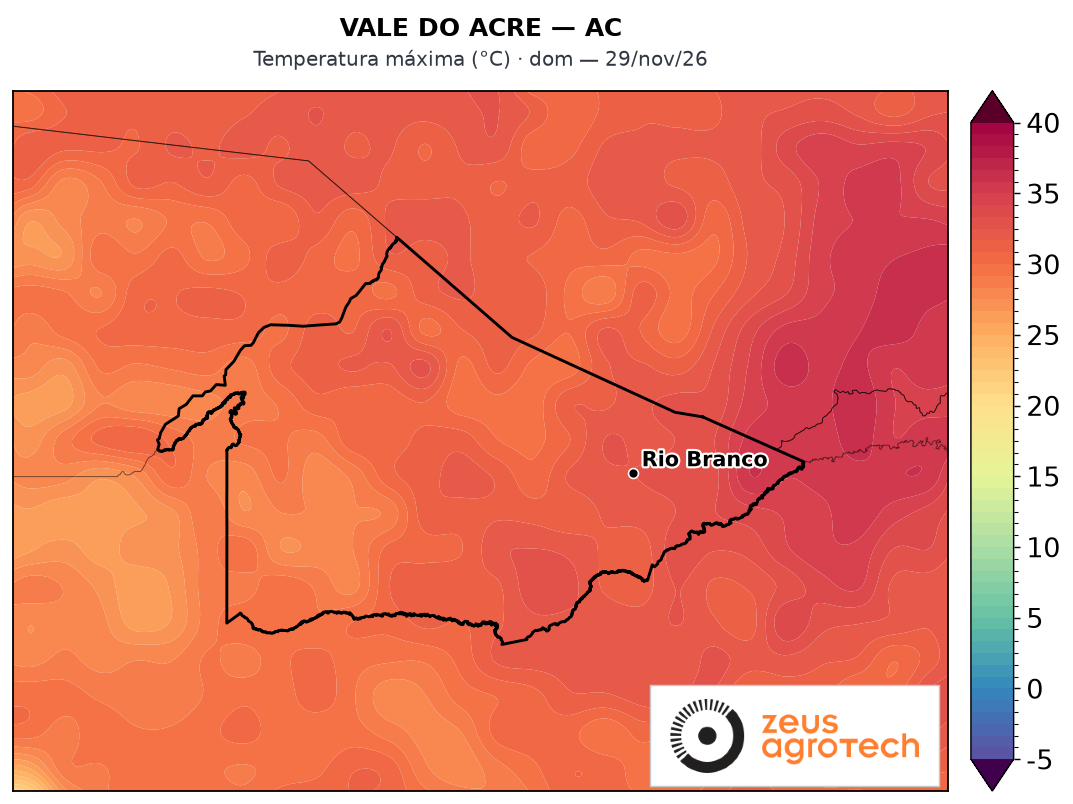 VALE DO ACRE — AC
Temperatura máxima (°C) · dom — 29/nov/26
40
35
30
25
20
15
10
5
0
-5
Rio Branco
zeus
agrotech